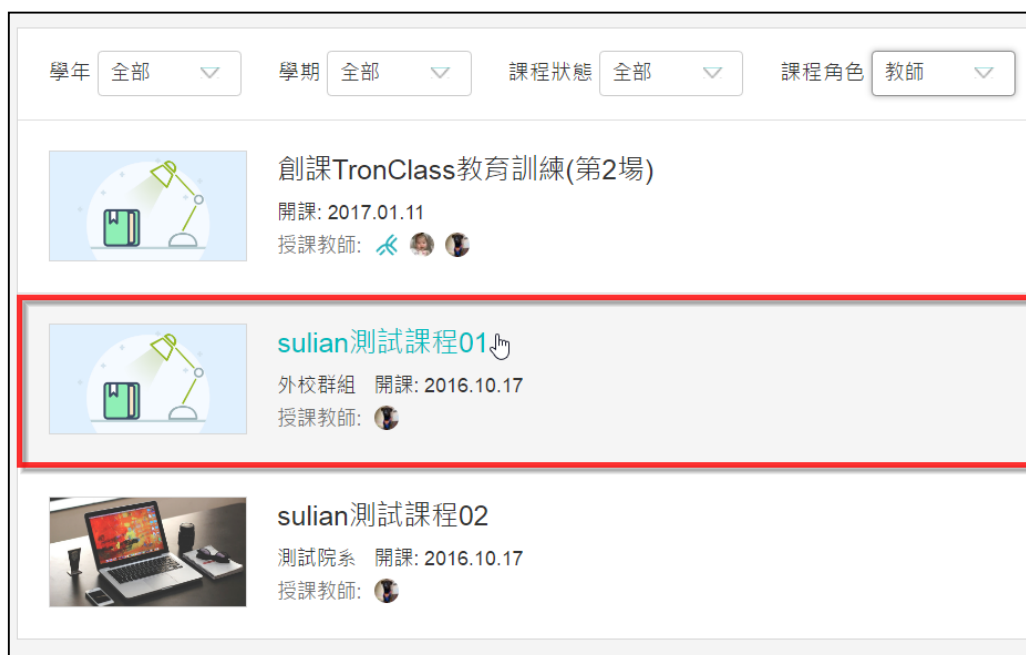 學年 全部 學期 全部 課程狀態 全部 課程角色 教師
創課TronClass教育訓練(第2場)
開課: 2017.01.11
授課教師:
sulian測試課程01
外校群組 開課: 2016.10.17
授課教師:
sulian測試課程02
測試院系 開課: 2016.10.17
授課教師: